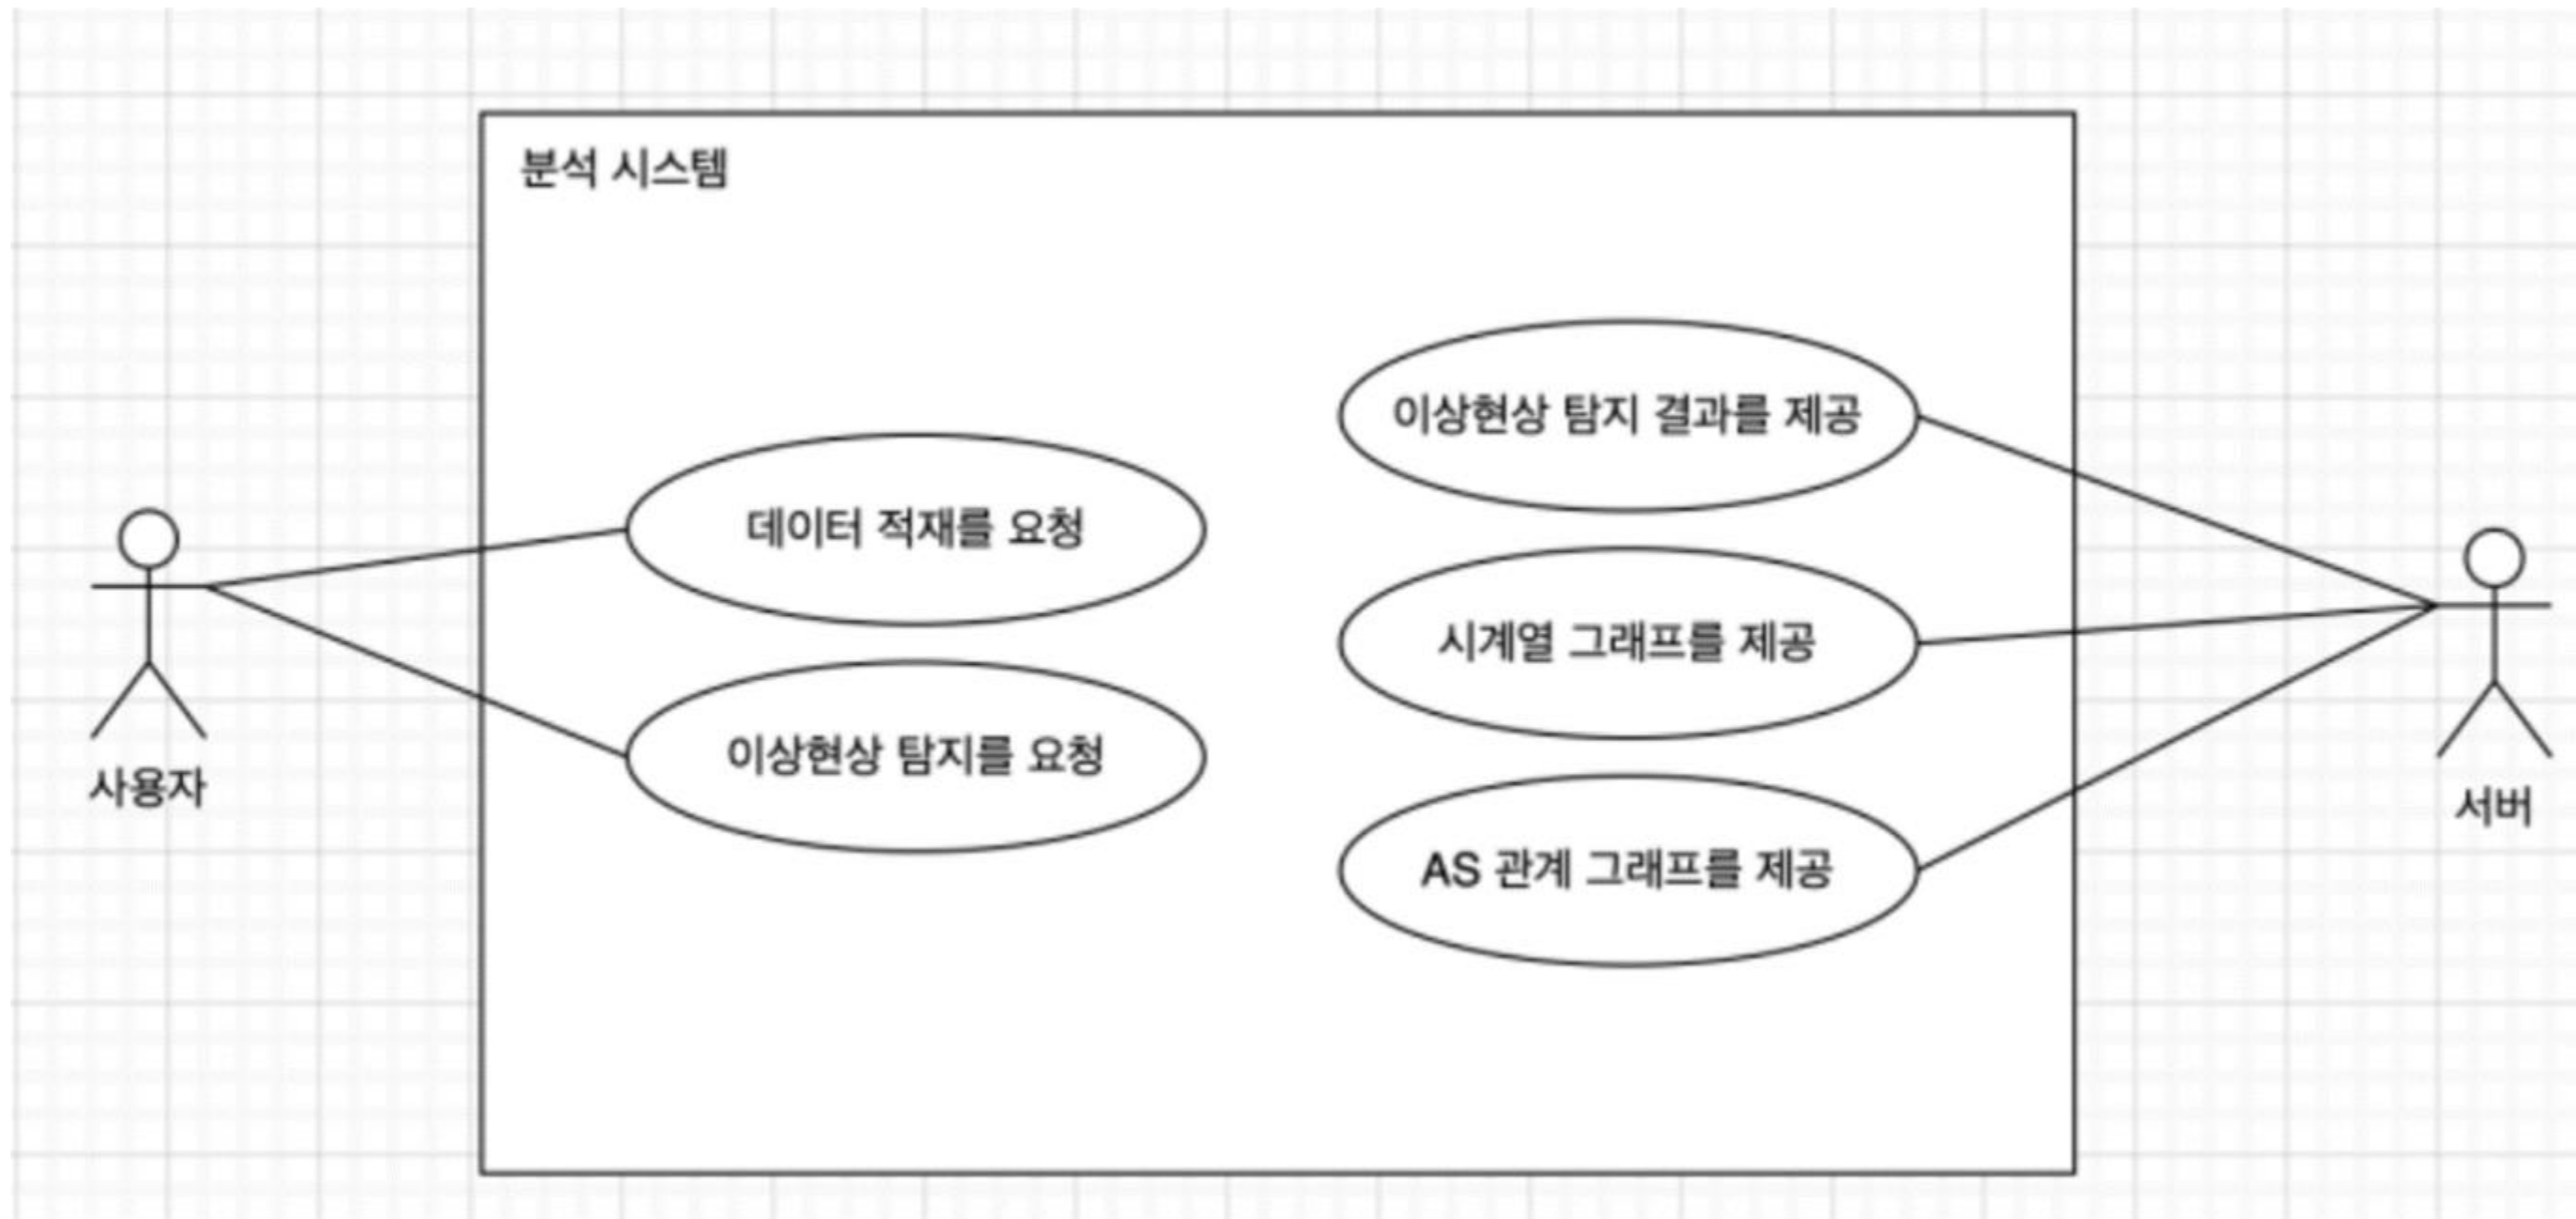 분석 시스템
이상현상 탐지 결과를 제공
데이터 적재를 요청
시계열 그래프를 제공
이상현상 탐지를 요청
AS 관계 그래프를 제공
사용자
서버